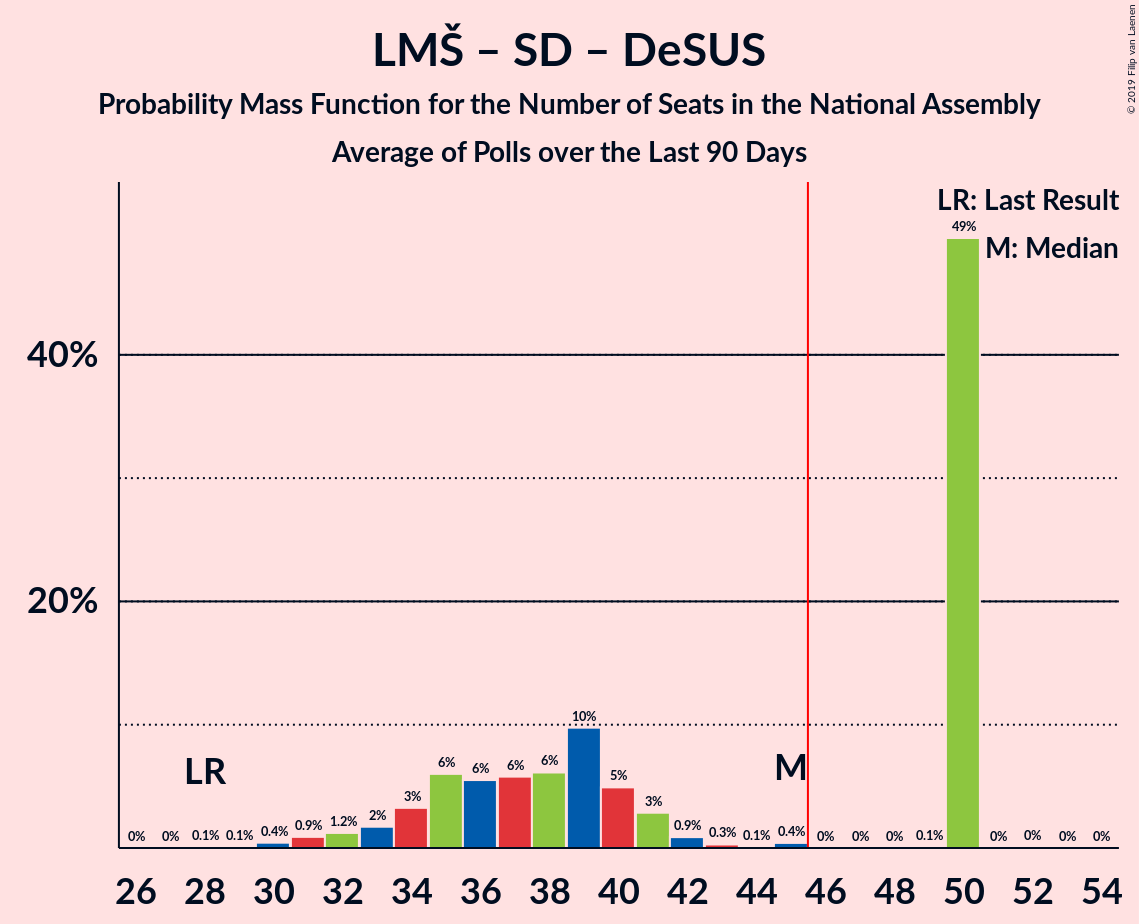 © 2019 Filip van Laenen
LMŠ – SD – DeSUS
Probability Mass Function for the Number of Seats in the National Assembly
Average of Polls over the Last 90 Days
LR: Last Result
M: Median
40%
20%
LR
M
0% 0% 0.1% 0.1% 0.4% 0.9% 1.2% 2% 3% 6% 6% 6% 6% 10% 5% 3% 0.9% 0.3% 0.1% 0.4% 0% 0% 0% 0.1% 49% 0% 0% 0% 0%
26 28 30 32 34 36 38 40 42 44 46 48 50 52 54